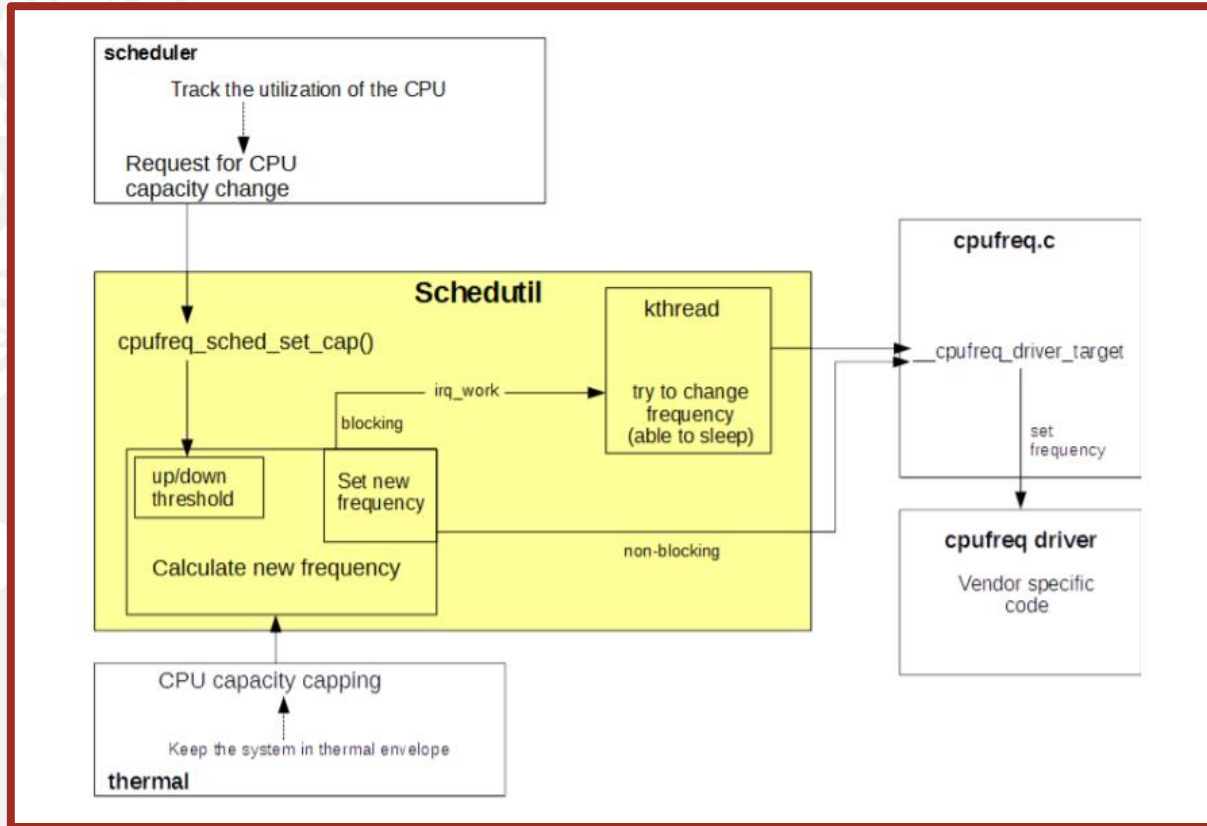 scheduler
Track the utilization of the CPU
Request for CPU
capacity change
Schedutil
cpufreq_sched_set_cap()
kthread
irq_work
try to change
frequency
(able to sleep)
blocking
up/down
threshold
Set new
frequency
Calculate new frequency
non-blocking
cpufreq.c
__cpufreq_driver_target
set
frequency
cpufreq driver
Vendor specific
code
CPU capacity capping
Keep the system in thermal envelope
thermal